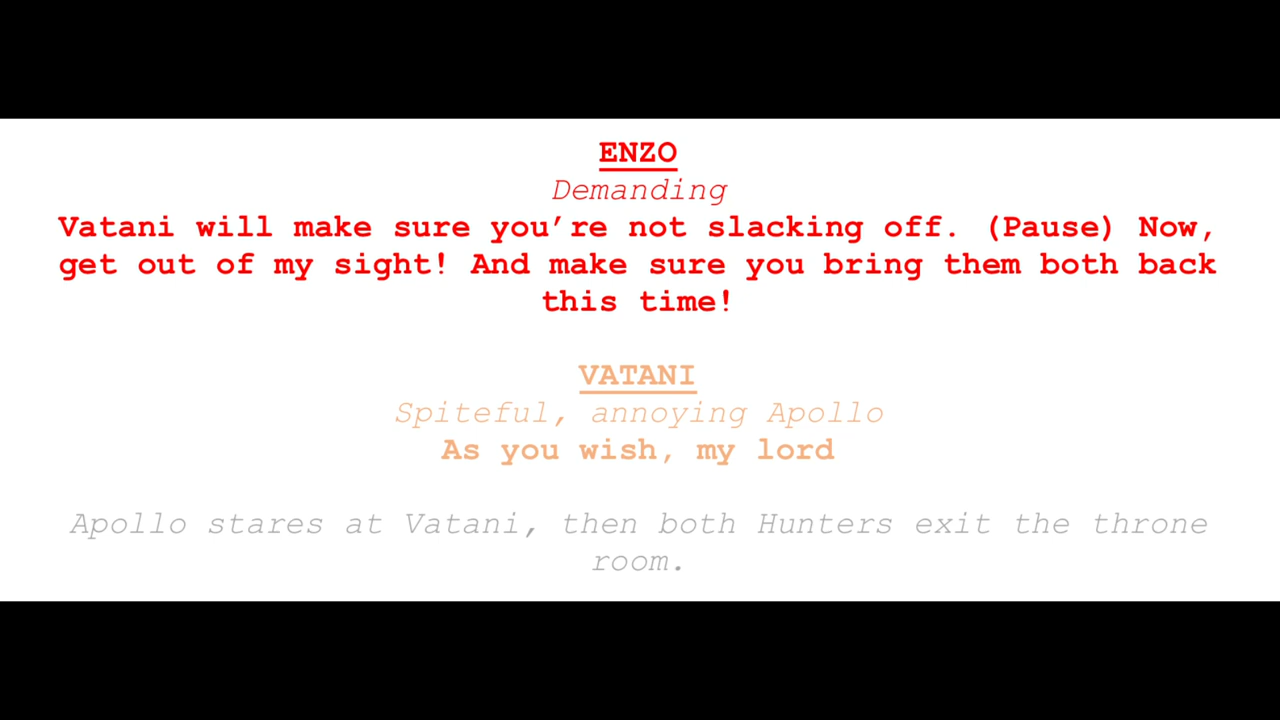 ENZO
Demanding
Vatani will make sure you’re not slacking off. (Pause) Now,
get out of my sight! And make sure you bring them both back
this time!
VATANI
Spiteful, annoying Apollo
As you wish, my lord
Apollo stares at Vatani, then both Hunters exit the throne
room.